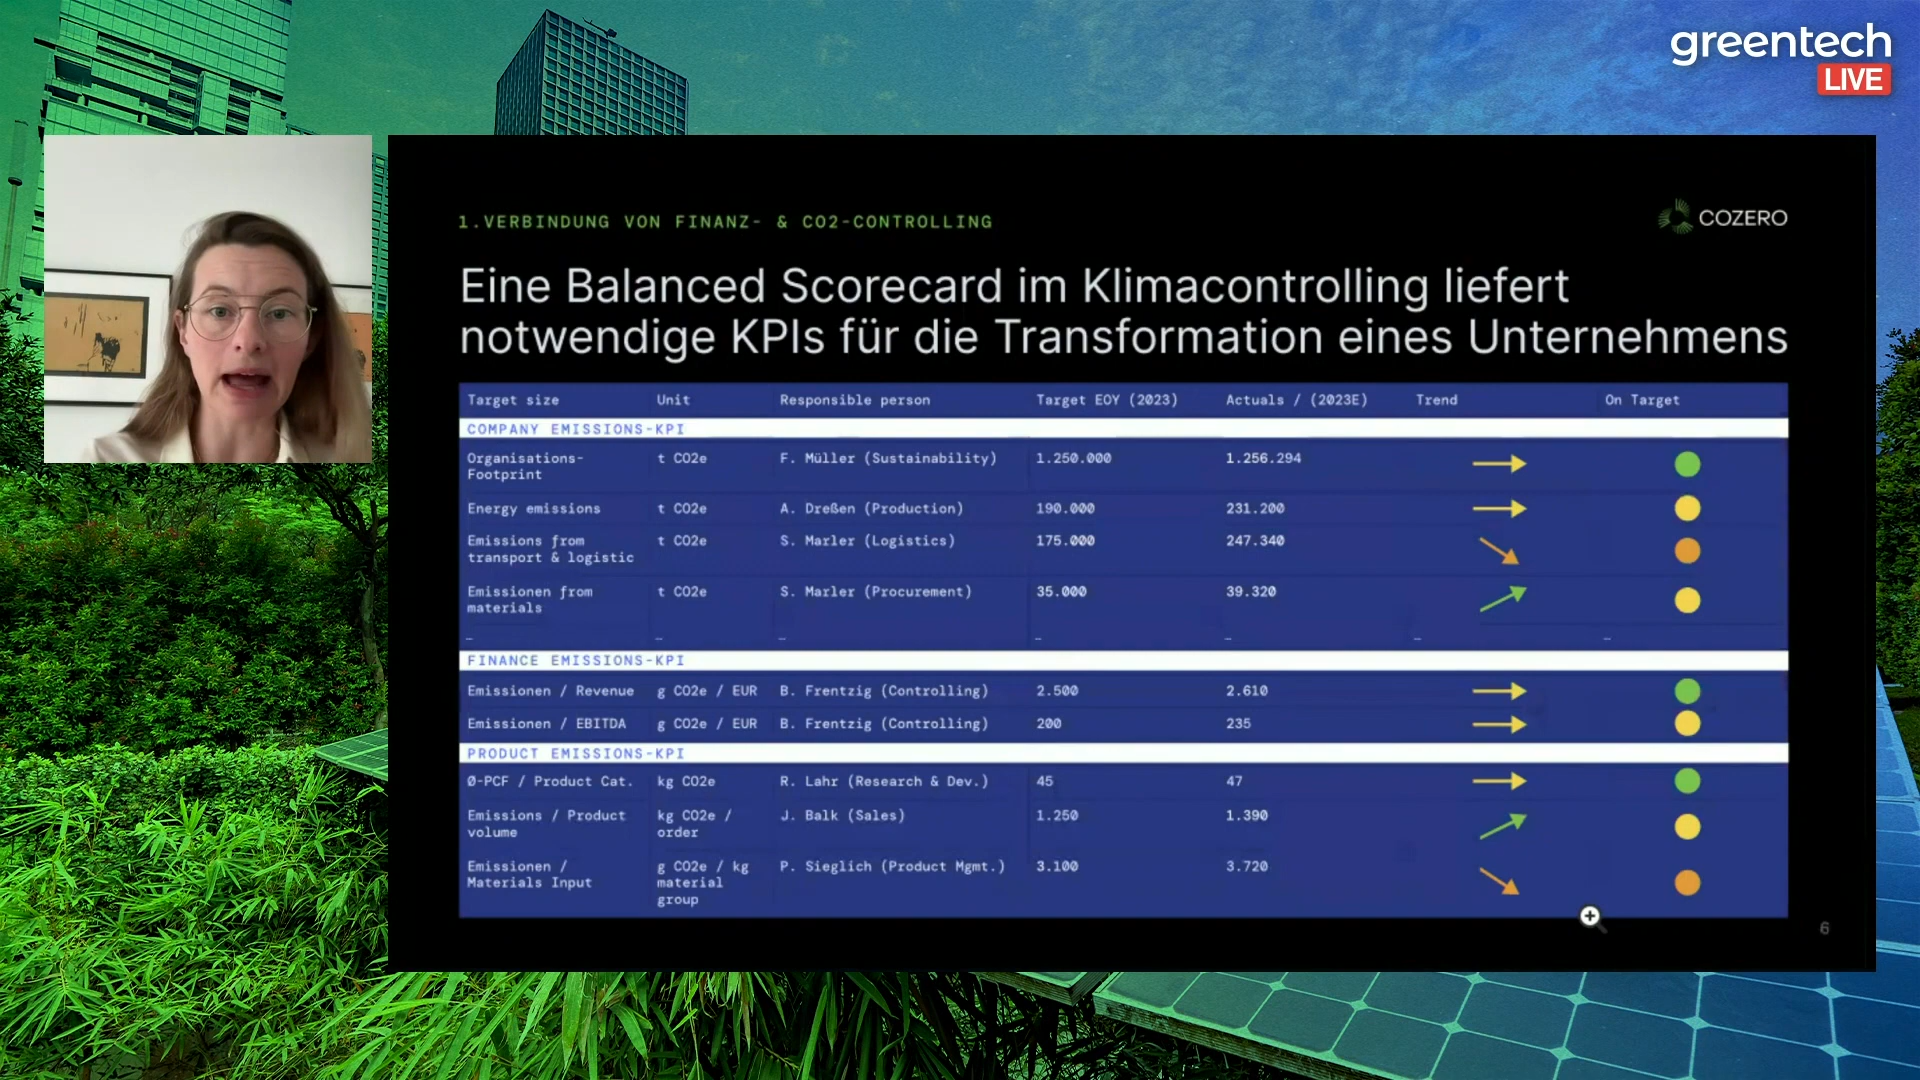 greentech
LIVE
1.VERBINDUNG VON FINANZ- & CO2-CONTROLLING
COZERO
Eine Balanced Scorecard im Klimacontrolling liefert
notwendige KPIs für die Transformation eines Unternehmens
Target size Unit Responsible person Target EOY (2023) Actuals / (2023E) Trend On Target
COMPANY EMISSIONS-KPI
Organisations- t CO2e F. Müller (Sustainability) 1.250.000 1.256.294
Footprint
Energy emissions t CO2e A. Dreßen (Production) 190.000 231.200
Emissions from t CO2e S. Marler (Logistics) 175.000 247.340
transport & logistic
Emissionen from t CO2e S. Marler (Procurement) 35.000 39.320
materials
… … … … … … …
FINANCE EMISSIONS-KPI
Emissionen / Revenue g CO2e / EUR B. Frentzig (Controlling) 2.500 2.610
Emissionen / EBITDA g CO2e / EUR B. Frentzig (Controlling) 200 235
PRODUCT EMISSIONS-KPI
Ø-PCF / Product Cat. kg CO2e R. Lahr (Research & Dev.) 45 47
Emissions / Product kg CO2e / J. Balk (Sales) 1.250 1.390
volume order
Emissionen / g CO2e / kg P. Sieglich (Product Mgmt.) 3.100 3.720
Materials Input material
group
6